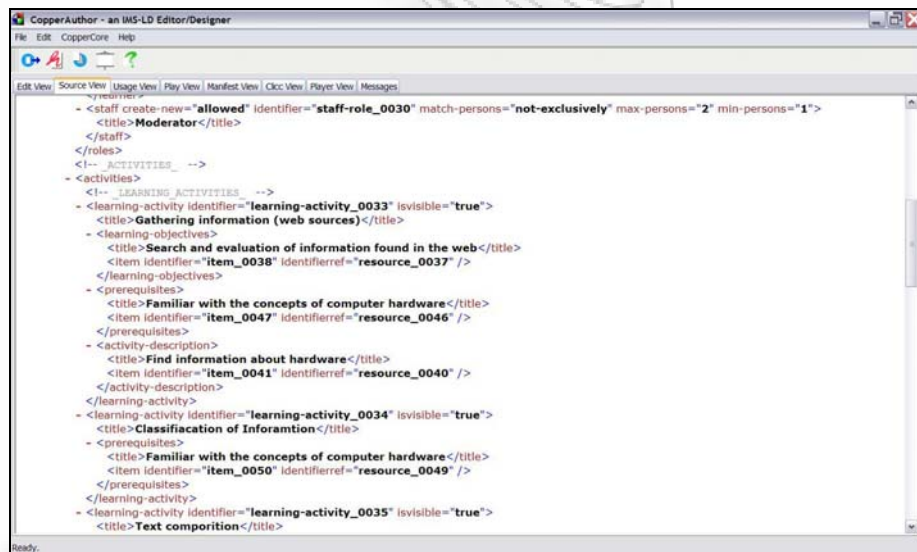 CopperAuthor - an IMS-LD Editor/Designer
File Edit CopperCore Help
Edit View Source View Usage View Play View Manifest View Clicc View Player View Messages
</learner>
- <staff create-new="allowed" identifier="staff-role_0030" match-persons="not-exclusively" max-persons="2" min-persons="1">
<title>Moderator</title>
</staff>
</roles>
<!-- _ACTIVITIES_ -->
- <activities>
<!-- _LEARNING_ACTIVITIES_ -->
- <learning-activity identifier="learning-activity_0033" isvisible="true">
<title>Gathering information (web sources)</title>
- <learning-objectives>
<title>Search and evaluation of information found in the web</title>
<item identifier="item_0038" identifierref="resource_0037" />
</learning-objectives>
- <prerequisites>
<title>Familiar with the concepts of computer hardware</title>
<item identifier="item_0047" identifierref="resource_0046" />
</prerequisites>
- <activity-description>
<title>Find information about hardware</title>
<item identifier="item_0041" identifierref="resource_0040" />
</activity-description>
</learning-activity>
- <learning-activity identifier="learning-activity_0034" isvisible="true">
<title>Classifiacation of Inforamtion</title>
- <prerequisites>
<title>Familiar with the concepts of computer hardware</title>
<item identifier="item_0050" identifierref="resource_0049" />
</prerequisites>
</learning-activity>
- <learning-activity identifier="learning-activity_0035" isvisible="true">
<title>Text comporition</title>
Ready.